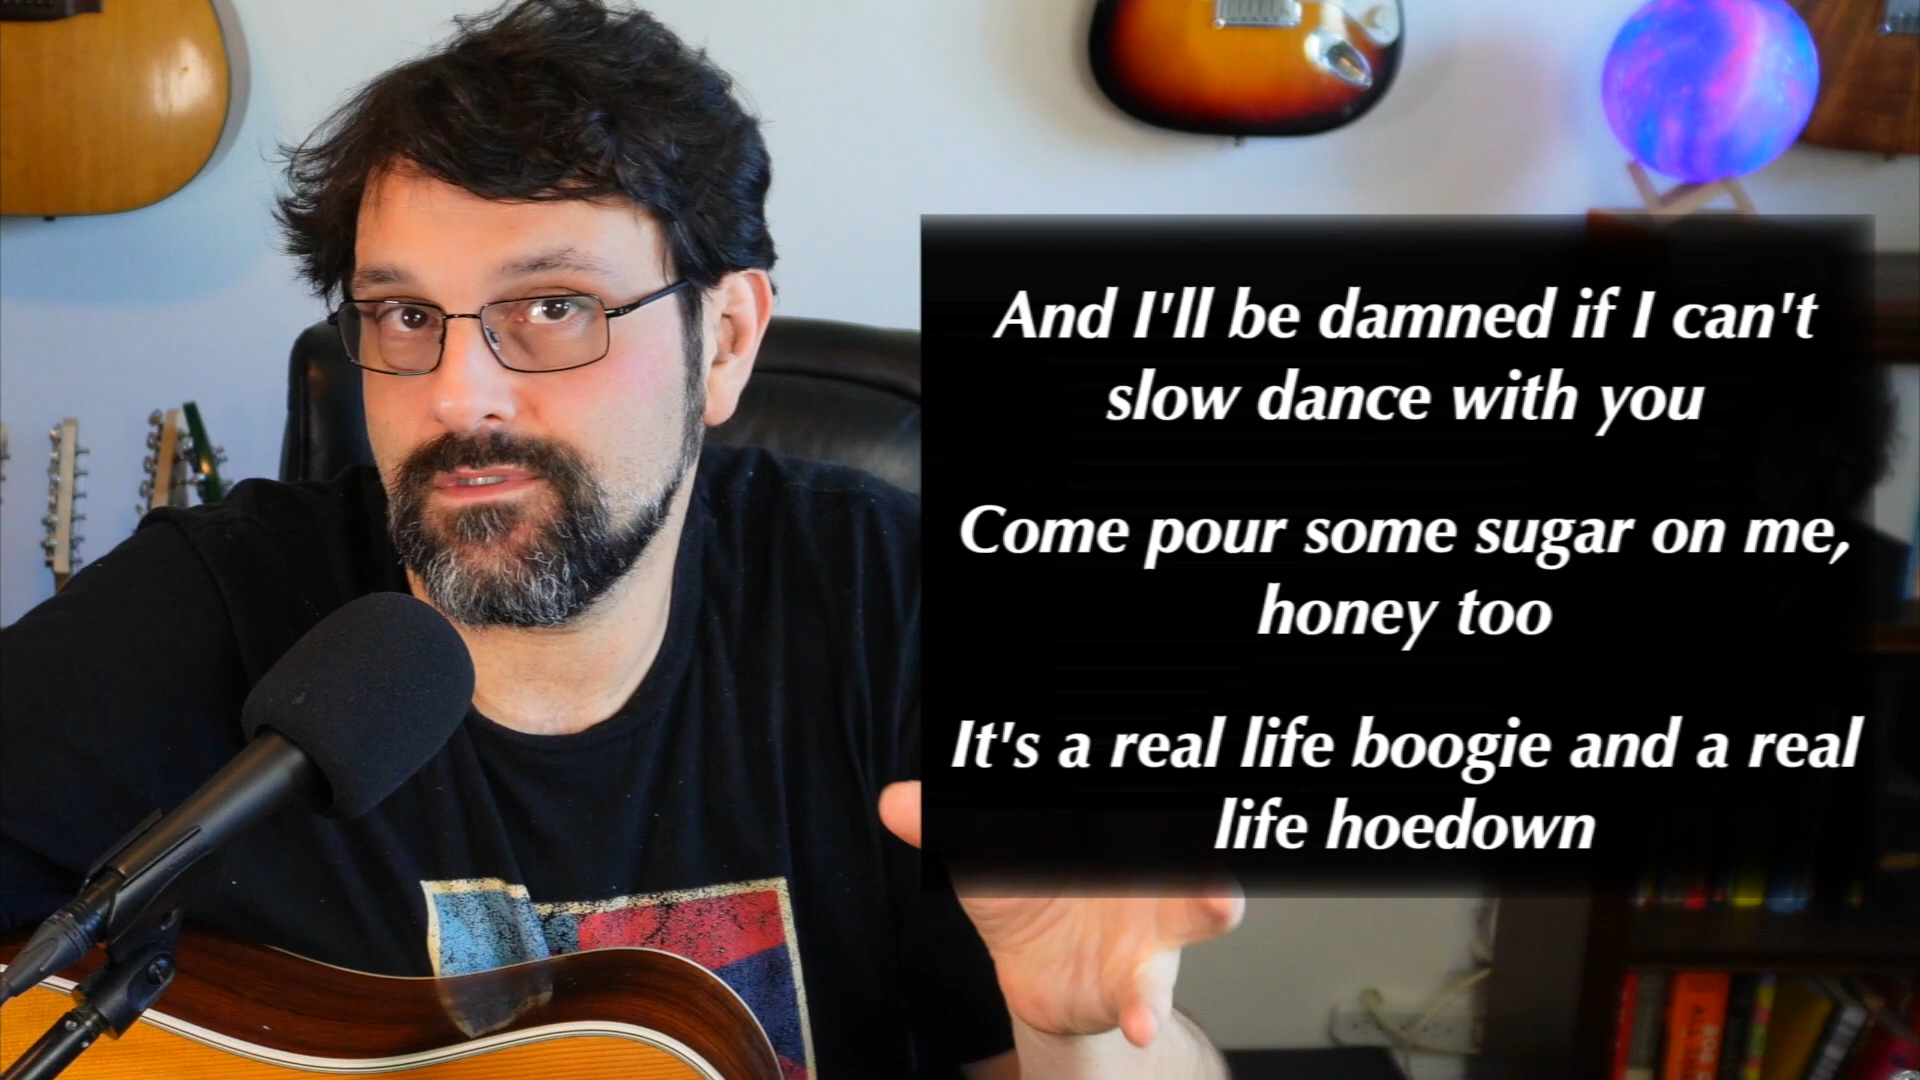 And I'll be damned if I can't
slow dance with you
Come pour some sugar on me,
honey too
It's a real life boogie and a real
life hoedown